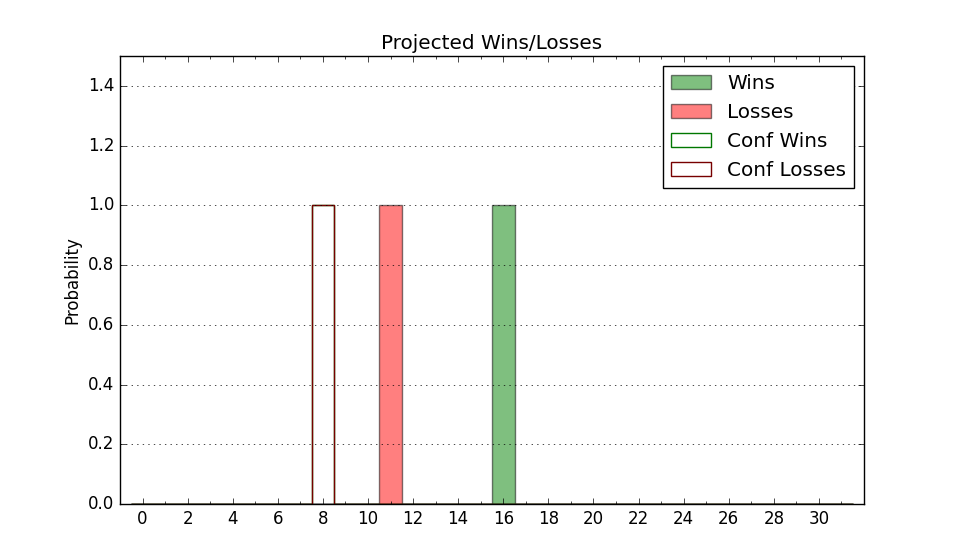 Projected Wins/Losses
Wins
Losses
Conf Wins
Conf Losses
Probability
1.4
1.2
1.0
0.8
0.6
0.4
0.2
0.0
0 2 4 6 8 10 12 14 16 18 20 22 24 26 28 30